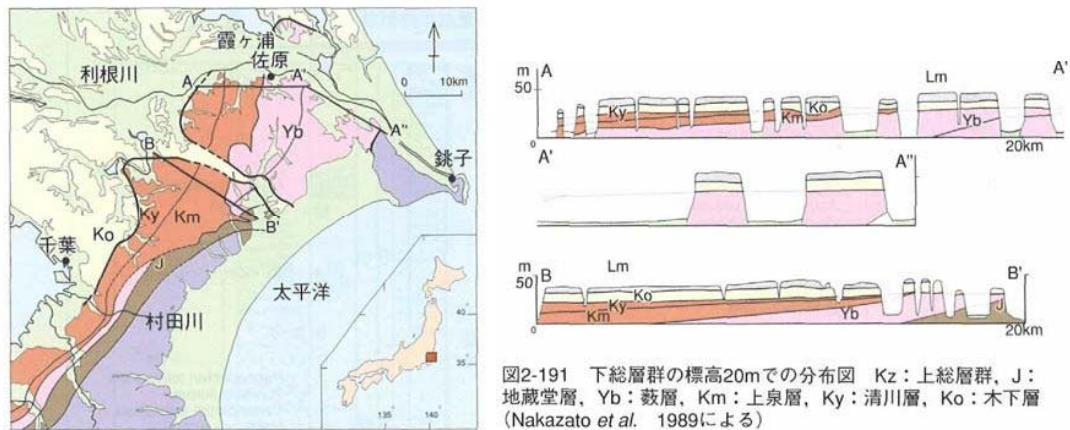 霞ヶ浦
佐原
利根川
0 10km
A
A'
A"
Yb
B
銚子
Ky
Km
Ko
B'
千葉
J
太平洋
村田川
40
35
135
140
m
A
Lm
A'
50
Ky
Km
Ko
Yb
0
20km
A'
A"
m
B
Lm
B'
50
Ko
Ky
Km
Yb
J
0
20km
図2-191 下総層群の標高20mでの分布図 Kz:上総層群,J:
地蔵堂層,Yb:藪層,Km:上泉層,Ky:清川層,Ko:木下層
(Nakazato et al. 1989による)